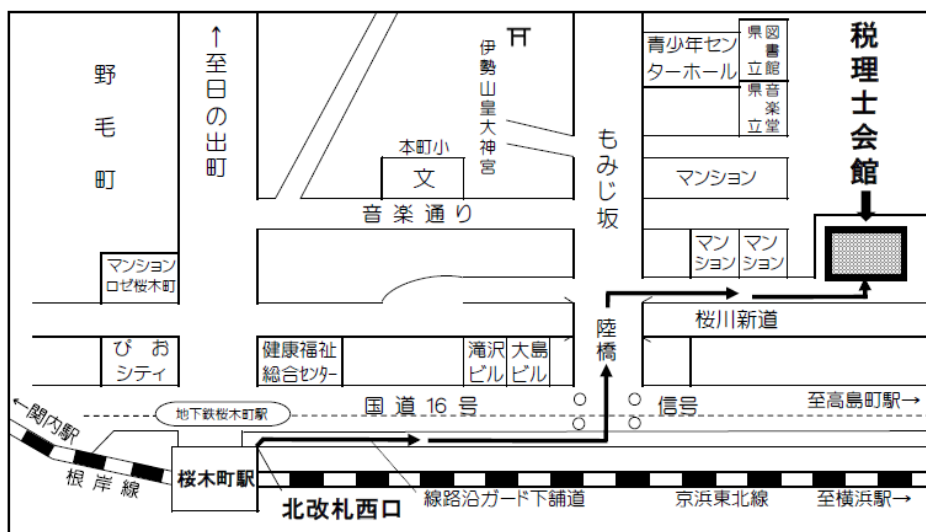 野毛町
↑至日の出町
伊勢山皇大神宮
本町小
文
音楽通り
もみじ坂
青少年セン
ターホール
県立図書館
県立音楽堂
マンション
税理士会館
マン
ション
マン
ション
マンション
ロゼ桜木町
桜川新道
陸橋
ぴお
シティ
健康福祉
総合センター
滝沢
ビル
大島
ビル
←関内駅
地下鉄桜木町駅
国道16号
信号
至高島町駅→
根岸線
桜木町駅
北改札西口
線路沿ガード下舗道
京浜東北線
至横浜駅→